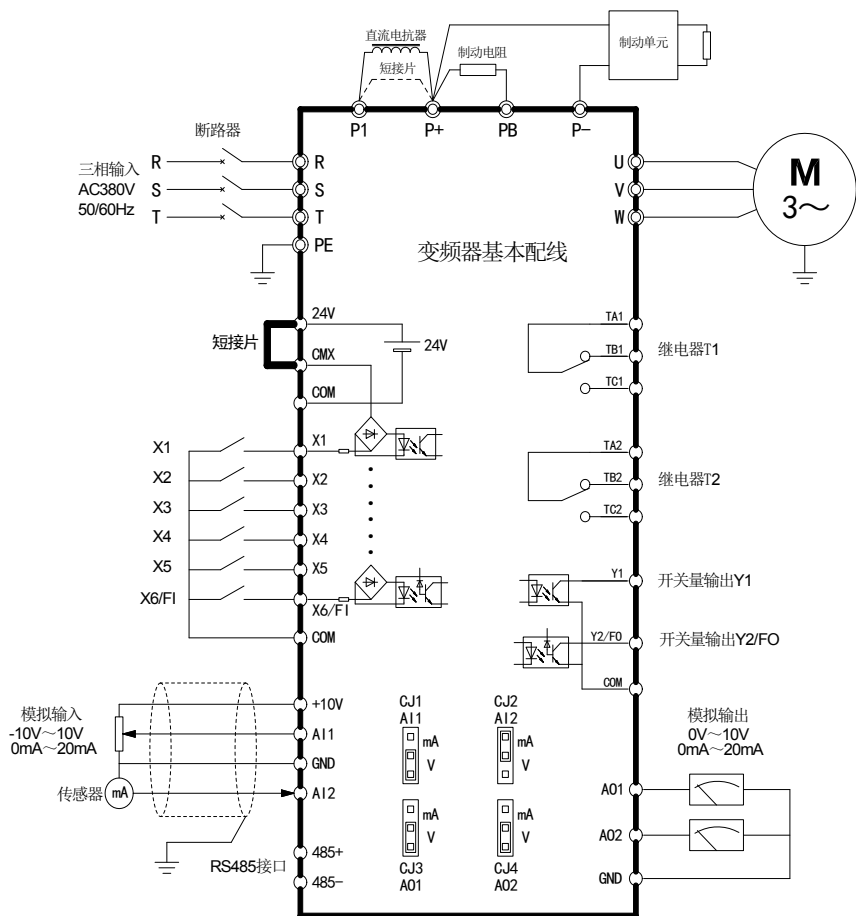 直流电抗器
短接片
制动电阻
制动单元
P1
P+
PB
P-
断路器
三相输入
AC380V
50/60Hz
R
S
T
R
S
T
PE
U
V
W
M
3～
变频器基本配线
短接片
24V
CMX
COM
24V
TA1
TB1
TC1
继电器T1
X1
X2
X3
X4
X5
X6/FI
X1
X2
X3
X4
X5
X6/FI
COM
TA2
TB2
TC2
继电器T2
Y1
开关量输出Y1
Y2/FO
开关量输出Y2/FO
COM
模拟输入
-10V～10V
0mA～20mA
传感器
mA
+10V
AI1
GND
AI2
RS485接口
485+
485-
CJ1
AI1
mA
V
CJ2
AI2
mA
V
mA
V
CJ3
AO1
mA
V
CJ4
AO2
模拟输出
0V～10V
0mA～20mA
AO1
AO2
GND